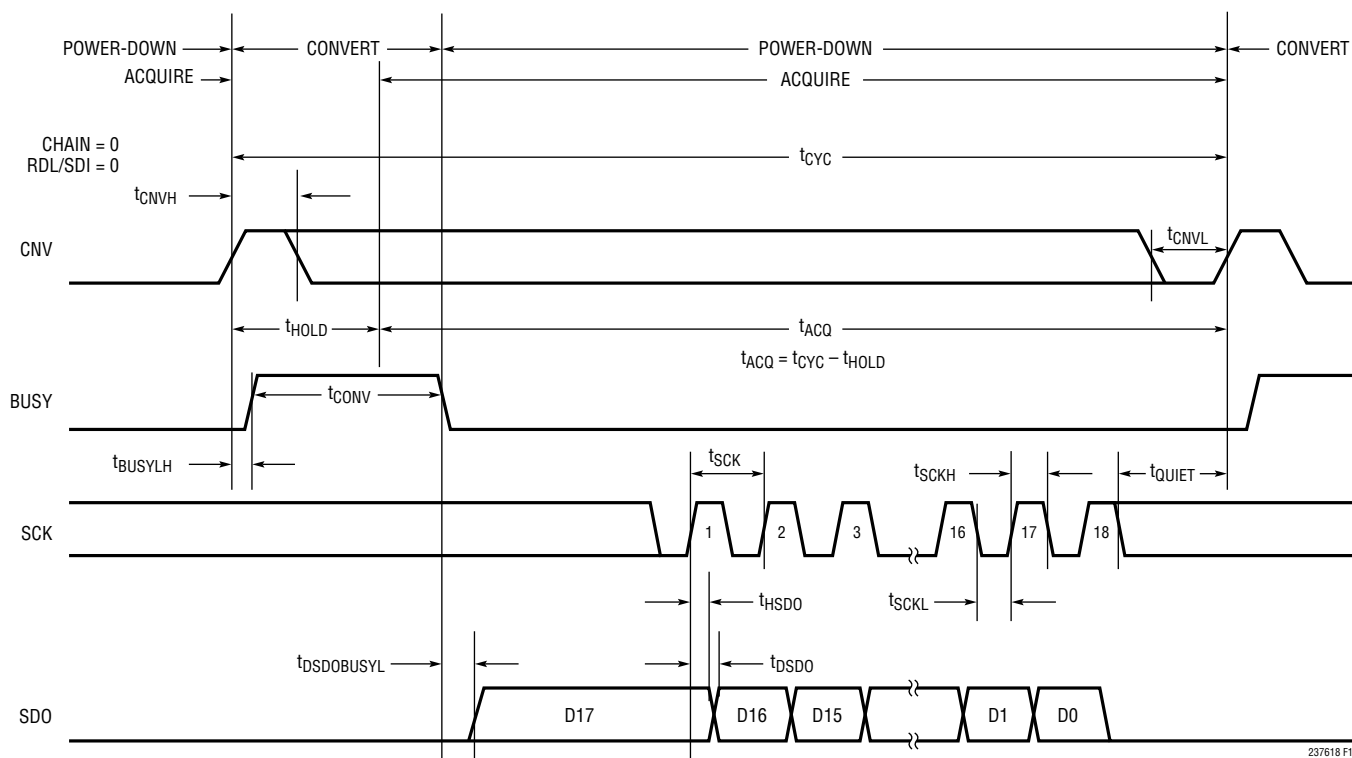 POWER-DOWN CONVERT POWER-DOWN CONVERT
ACQUIRE ACQUIRE
CHAIN = 0
RDL/SDI = 0
tCYC
tCNVH
CNV
tCNVL
tHOLD tACQ
tACQ = tCYC – tHOLD
BUSY
tCONV
tBUSYLH
tSCK
tSCKH
tQUIET
SCK
1 2 3 16 17 18
tHSDO
tSCKL
tDSDOBUSYL
tDSDO
SDO
D17 D16 D15 D1 D0
237618 F1